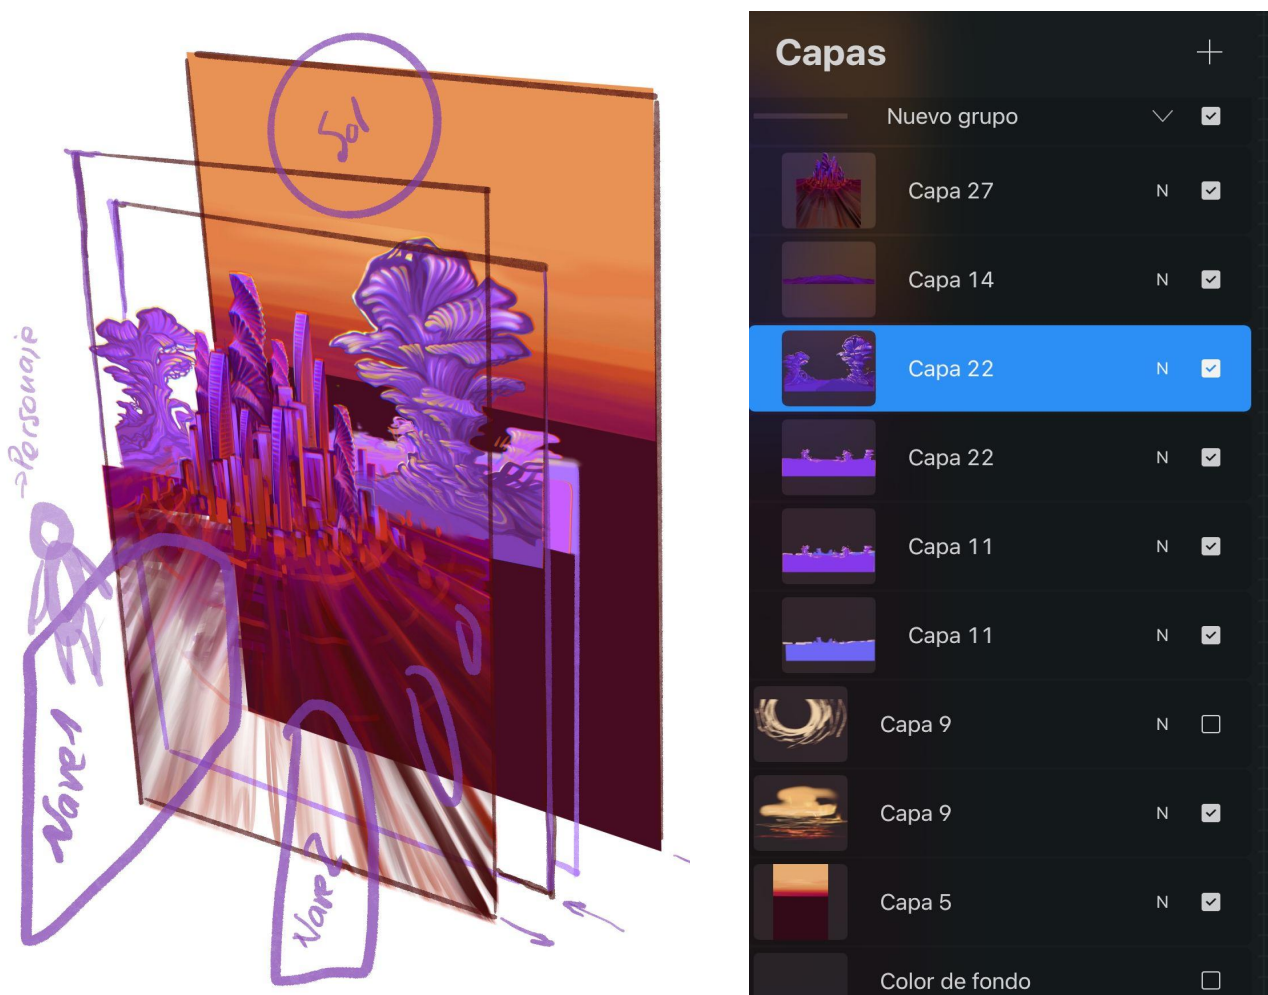 Sol
→Personaje
Nave1
Nave2
Capas
Nuevo grupo
Capa 27 N
Capa 14 N
Capa 22 N
Capa 22 N
Capa 11 N
Capa 11 N
Capa 9 N
Capa 9 N
Capa 5 N
Color de fondo